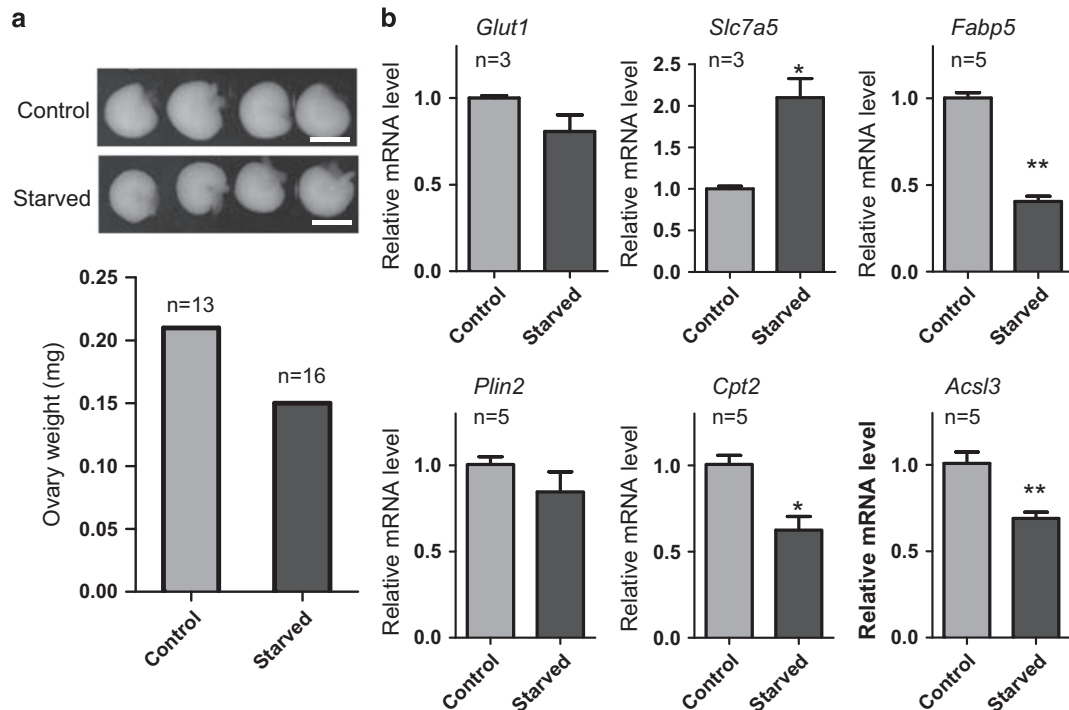 a
Control
Starved
Ovary weight (mg)
0.25
0.20
0.15
0.10
0.05
0.00
n=13
n=16
Control
Starved
b
Glut1
n=3
Relative mRNA level
1.0
0.5
0.0
Control
Starved
Slc7a5
n=3
Relative mRNA level
2.5
2.0
1.5
1.0
0.5
0.0
*
Control
Starved
Fabp5
n=5
Relative mRNA level
1.0
0.5
0.0
**
Control
Starved
Plin2
n=5
Relative mRNA level
1.0
0.5
0.0
Control
Starved
Cpt2
n=5
Relative mRNA level
1.0
0.5
0.0
*
Control
Starved
Acsl3
n=5
Relative mRNA level
1.0
0.5
0.0
**
Control
Starved